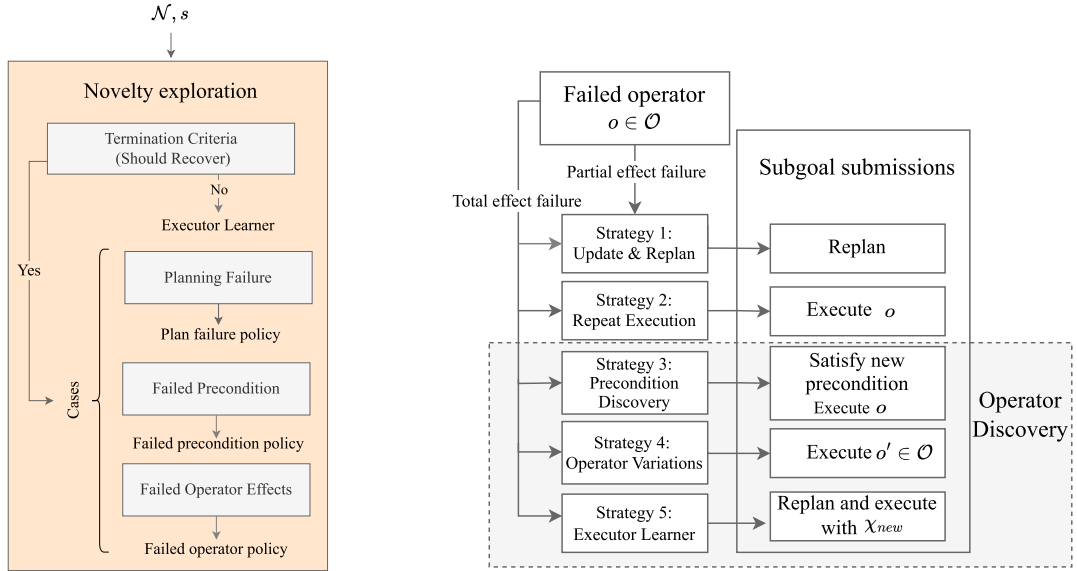 𝒩, s
Novelty exploration
Termination Criteria
(Should Recover)
No
Executor Learner
Yes
Cases
Planning Failure
Plan failure policy
Failed Precondition
Failed precondition policy
Failed Operator Effects
Failed operator policy
Failed operator
o ∈ 𝒪
Partial effect failure
Total effect failure
Subgoal submissions
Strategy 1:
Update & Replan
Replan
Strategy 2:
Repeat Execution
Execute o
Strategy 3:
Precondition
Discovery
Satisfy new
precondition
Execute o
Operator
Discovery
Strategy 4:
Operator Variations
Execute o′ ∈ 𝒪
Strategy 5:
Executor Learner
Replan and execute
with χnew